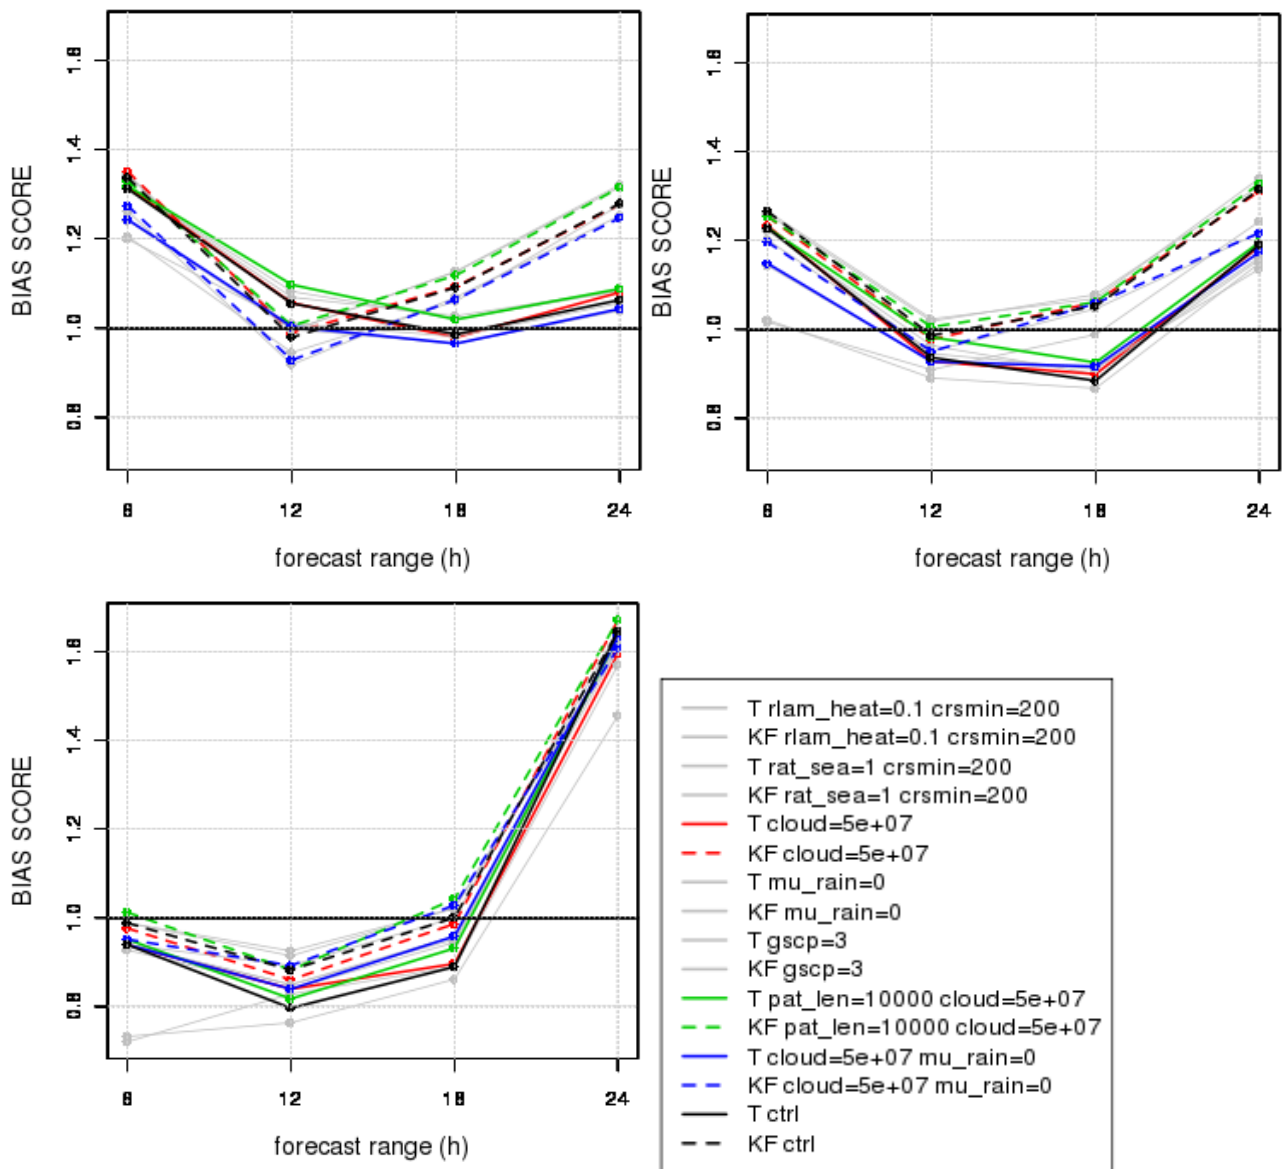 BIAS SCORE
1.6
1.4
1.2
1.0
0.8
6 12 18 24
forecast range (h)
BIAS SCORE
1.6
1.4
1.2
1.0
0.8
6 12 18 24
forecast range (h)
BIAS SCORE
1.6
1.4
1.2
1.0
0.8
6 12 18 24
forecast range (h)
T rlam_heat=0.1 crsmin=200
KF rlam_heat=0.1 crsmin=200
T rat_sea=1 crsmin=200
KF rat_sea=1 crsmin=200
T cloud=5e+07
KF cloud=5e+07
T mu_rain=0
KF mu_rain=0
T gscp=3
KF gscp=3
T pat_len=10000 cloud=5e+07
KF pat_len=10000 cloud=5e+07
T cloud=5e+07 mu_rain=0
KF cloud=5e+07 mu_rain=0
T ctrl
KF ctrl